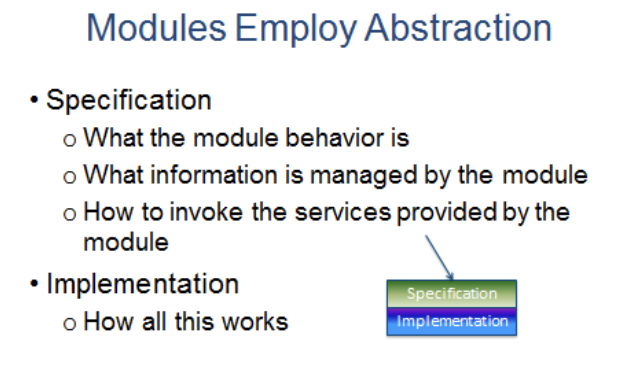 Modules Employ Abstraction
• Specification
o What the module behavior is
o What information is managed by the module
o How to invoke the services provided by the
module
• Implementation
o How all this works
Specification
Implementation